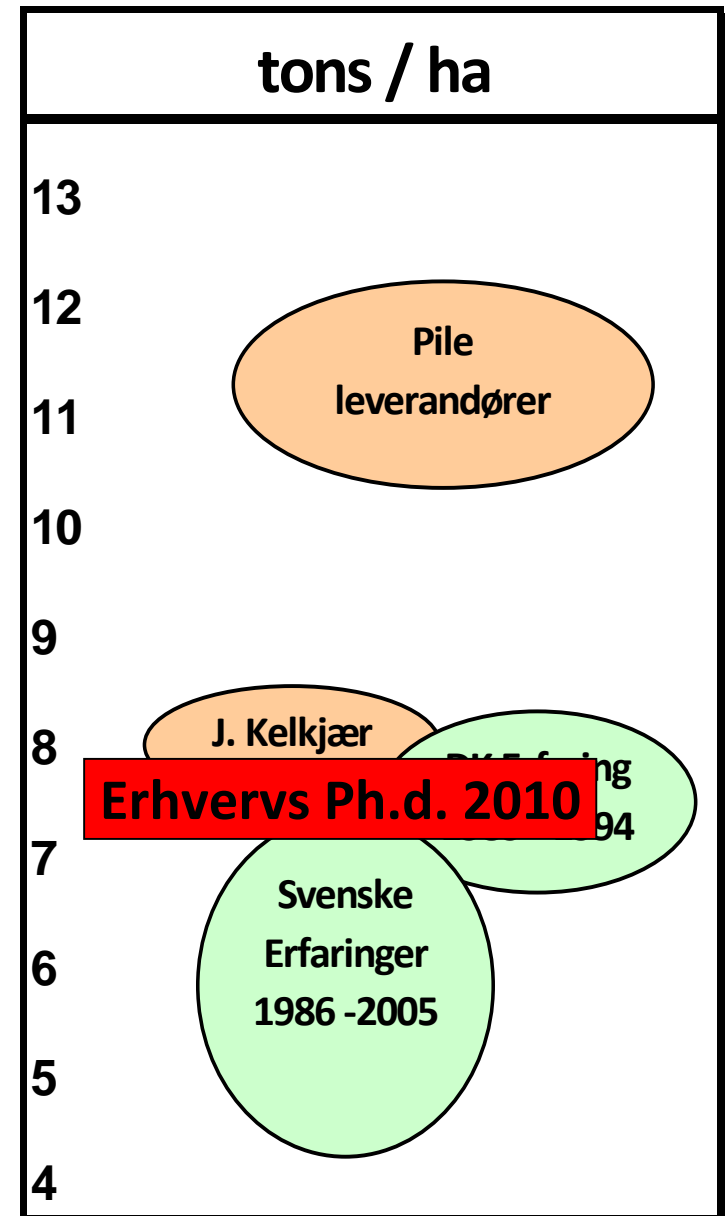 tons / ha
13
12
Pile
leverandører
11
10
9
J. Kelkjær
8
DK
Erhvervs Ph.d. 2010
7
Svenske
Erfaringer
6
1986 -2005
5
4